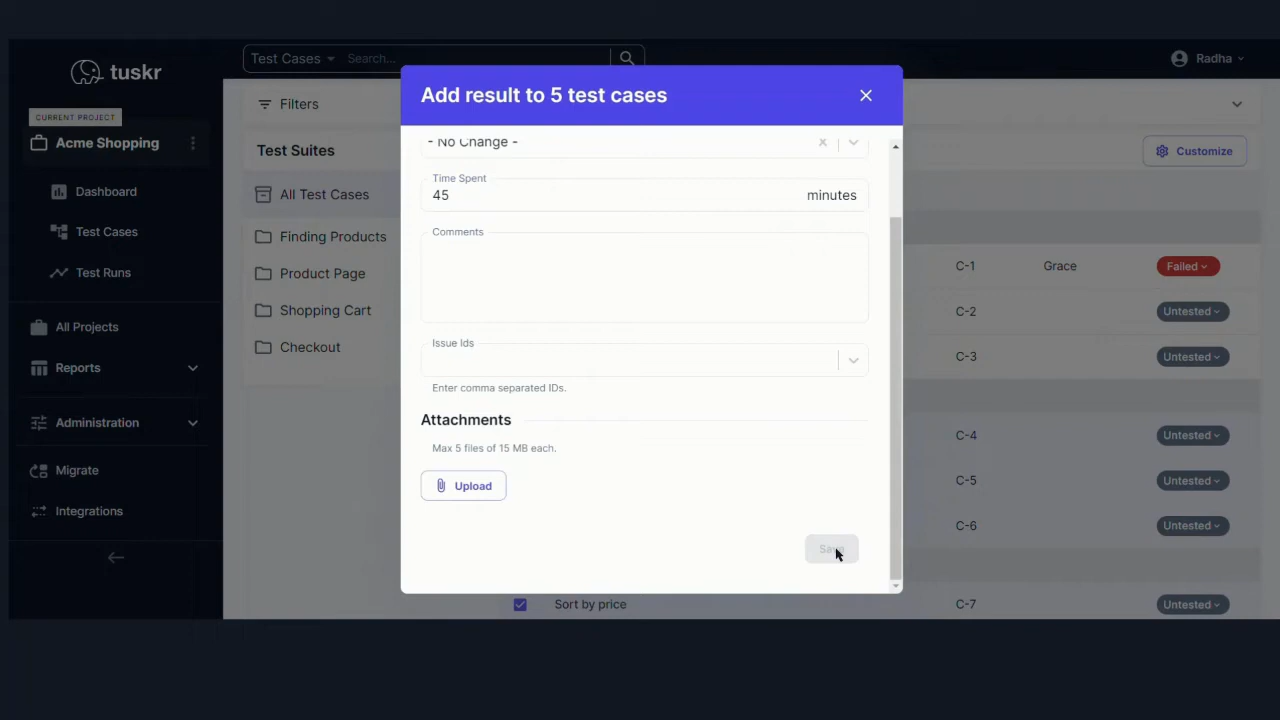 tuskr
CURRENT PROJECT
Acme Shopping
Dashboard
Test Cases
Test Runs
All Projects
Reports
Administration
Migrate
Integrations
Test Cases Search...
Radha
Filters
Test Suites
Customize
All Test Cases
Finding Products
Product Page
Shopping Cart
Checkout
Add result to 5 test cases
- No Change -
Time Spent
45 minutes
Comments
Issue Ids
Enter comma separated IDs.
Attachments
Max 5 files of 15 MB each.
Upload
Save
C-1 Grace Failed
C-2 Untested
C-3 Untested
C-4 Untested
C-5 Untested
C-6 Untested
Sort by price C-7 Untested